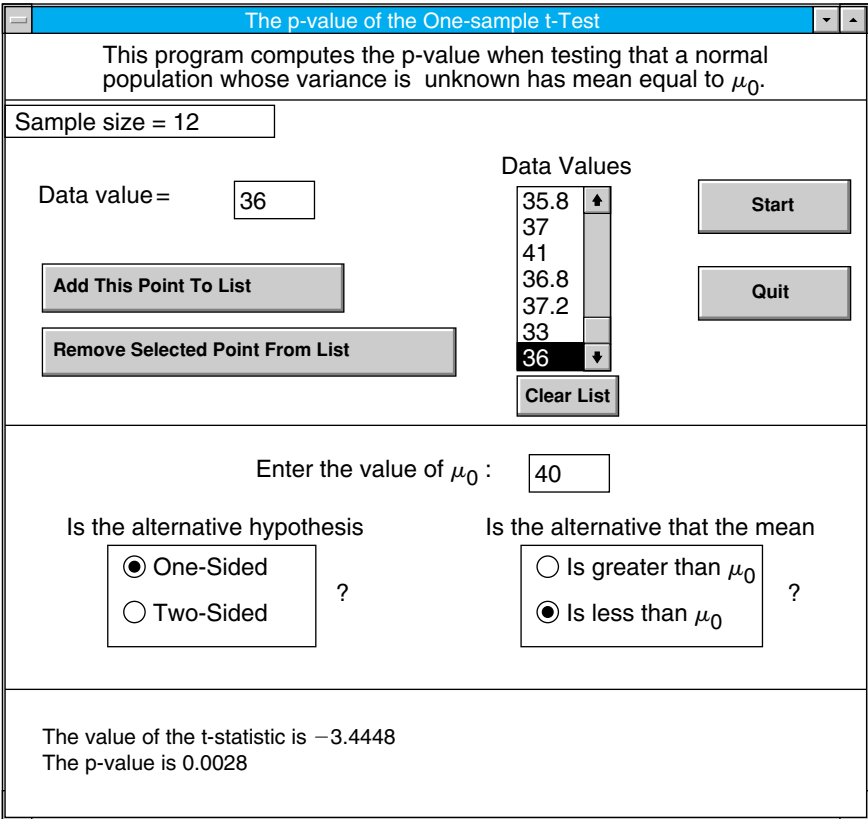 The p-value of the One-sample t-Test
This program computes the p-value when testing that a normal
population whose variance is unknown has mean equal to μ0.
Sample size = 12
Data value = 36
Add This Point To List
Remove Selected Point From List
Data Values
35.8
37
41
36.8
37.2
33
36
Clear List
Start
Quit
Enter the value of μ0 : 40
Is the alternative hypothesis
One-Sided
Two-Sided
?
Is the alternative that the mean
Is greater than μ0
Is less than μ0
?
The value of the t-statistic is −3.4448
The p-value is 0.0028